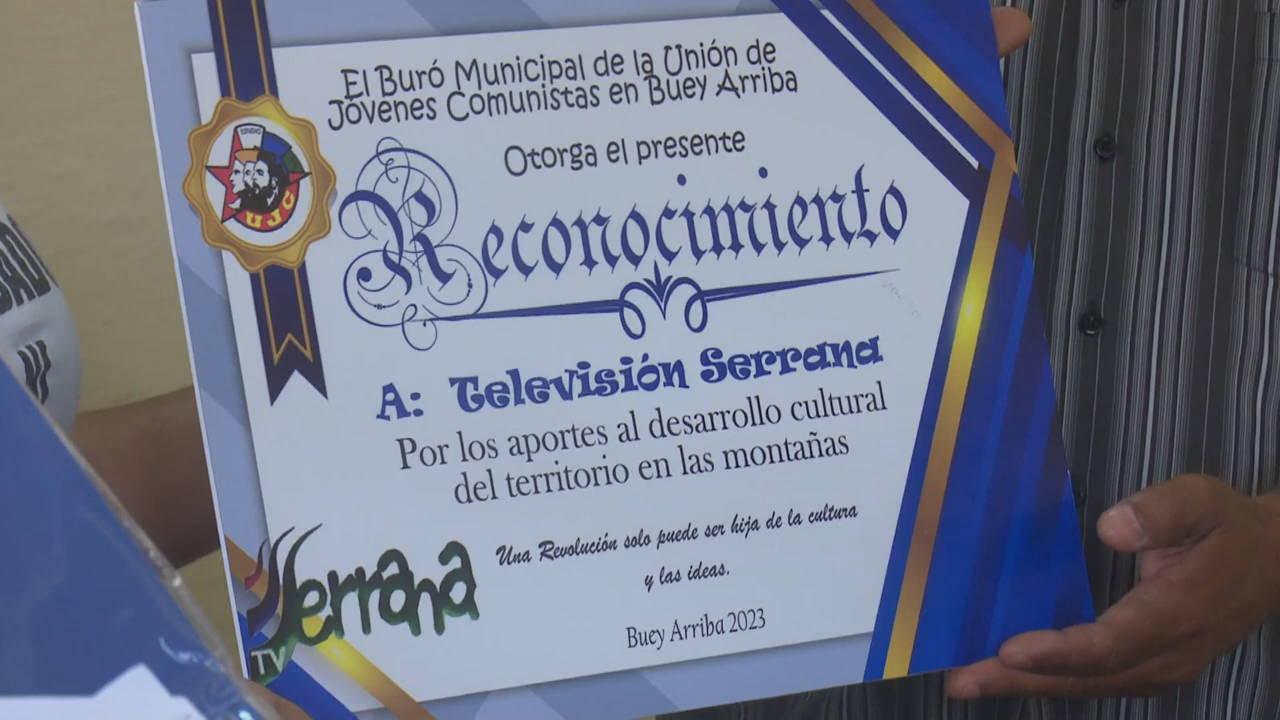 El Buró Municipal de la Unión de
Jóvenes Comunistas en Buey Arriba
Otorga el presente
Reconocimiento
A: Televisión Serrana
Por los aportes al desarrollo cultural
del territorio en las montañas
Una Revolución solo puede ser hija de la cultura
y las ideas.
Buey Arriba 2023
UJC
Serrana
TV